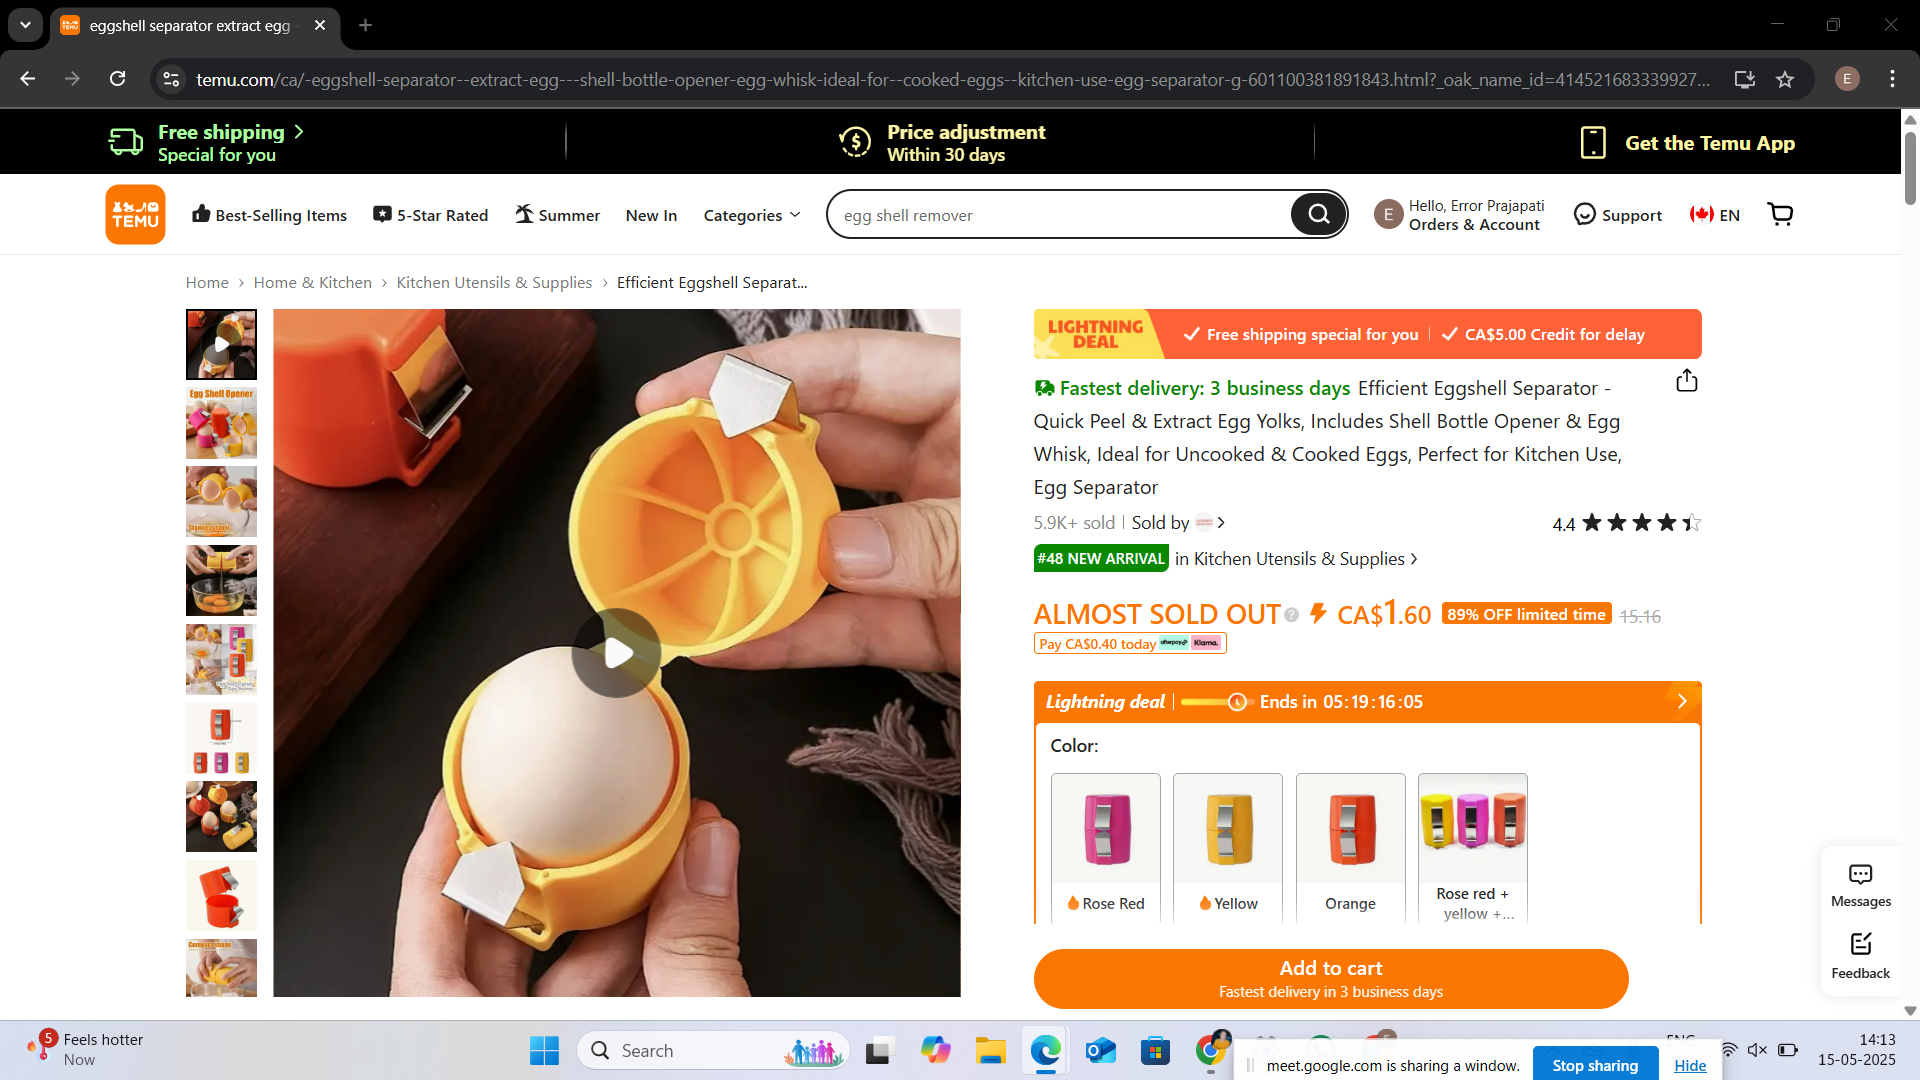 eggshell separator extract egg
temu.com/ca/-eggshell-separator--extract-egg---shell-bottle-opener-egg-whisk-ideal-for--cooked-eggs--kitchen-use-egg-separator-g-601100381891843.html?_oak_name_id=414521683339927...
E
Free shipping
Special for you
Price adjustment
Within 30 days
Get the Temu App
TEMU
Best-Selling Items
5-Star Rated
Summer
New In
Categories
egg shell remover
E
Hello, Error Prajapati
Orders & Account
Support
EN
Home › Home & Kitchen › Kitchen Utensils & Supplies › Efficient Eggshell Separat...
Egg Shell Opener
LIGHTNING
DEAL
Free shipping special for you
CA$5.00 Credit for delay
Fastest delivery: 3 business days Efficient Eggshell Separator -
Quick Peel & Extract Egg Yolks, Includes Shell Bottle Opener & Egg
Whisk, Ideal for Uncooked & Cooked Eggs, Perfect for Kitchen Use,
Egg Separator
5.9K+ sold
Sold by
4.4
#48 NEW ARRIVAL in Kitchen Utensils & Supplies
ALMOST SOLD OUT CA$1.60 89% OFF limited time 15.16
Pay CA$0.40 today afterpay Klarna.
Lightning deal
Ends in 05:19:16:05
Color:
Rose Red
Yellow
Orange
Rose red +
yellow +...
Add to cart
Fastest delivery in 3 business days
Messages
Feedback
5
Feels hotter
Now
Search
meet.google.com is sharing a window.
Stop sharing
Hide
14:13
15-05-2025